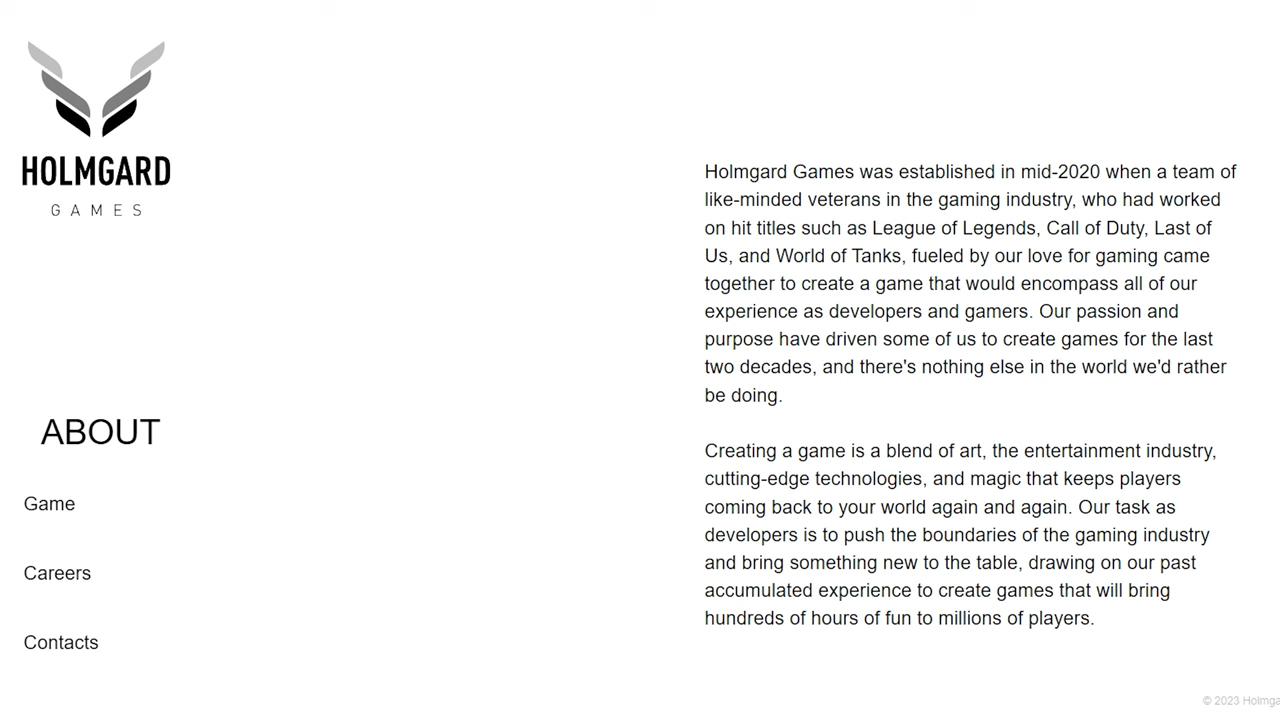 HOLMGARD
GAMES
ABOUT
Game
Careers
Contacts
Holmgard Games was established in mid-2020 when a team of
like-minded veterans in the gaming industry, who had worked
on hit titles such as League of Legends, Call of Duty, Last of
Us, and World of Tanks, fueled by our love for gaming came
together to create a game that would encompass all of our
experience as developers and gamers. Our passion and
purpose have driven some of us to create games for the last
two decades, and there's nothing else in the world we'd rather
be doing.
Creating a game is a blend of art, the entertainment industry,
cutting-edge technologies, and magic that keeps players
coming back to your world again and again. Our task as
developers is to push the boundaries of the gaming industry
and bring something new to the table, drawing on our past
accumulated experience to create games that will bring
hundreds of hours of fun to millions of players.
© 2023 Holmga